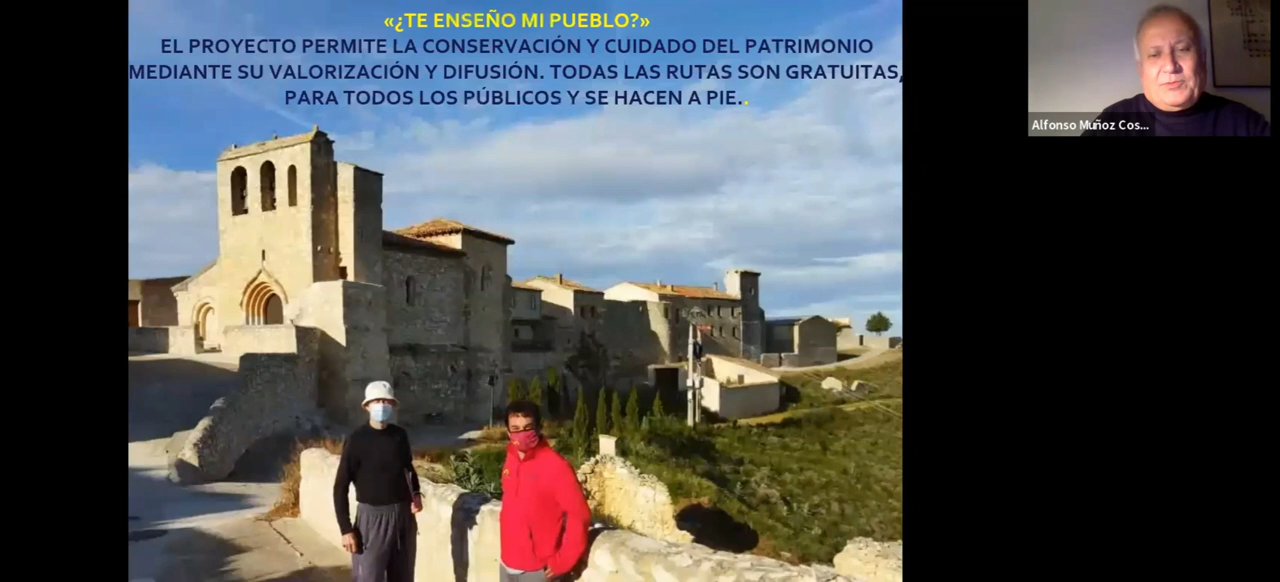 «¿TE ENSEÑO MI PUEBLO?»
EL PROYECTO PERMITE LA CONSERVACIÓN Y CUIDADO DEL PATRIMONIO
MEDIANTE SU VALORIZACIÓN Y DIFUSIÓN. TODAS LAS RUTAS SON GRATUITAS,
PARA TODOS LOS PÚBLICOS Y SE HACEN A PIE..
Alfonso Muñoz Cos...